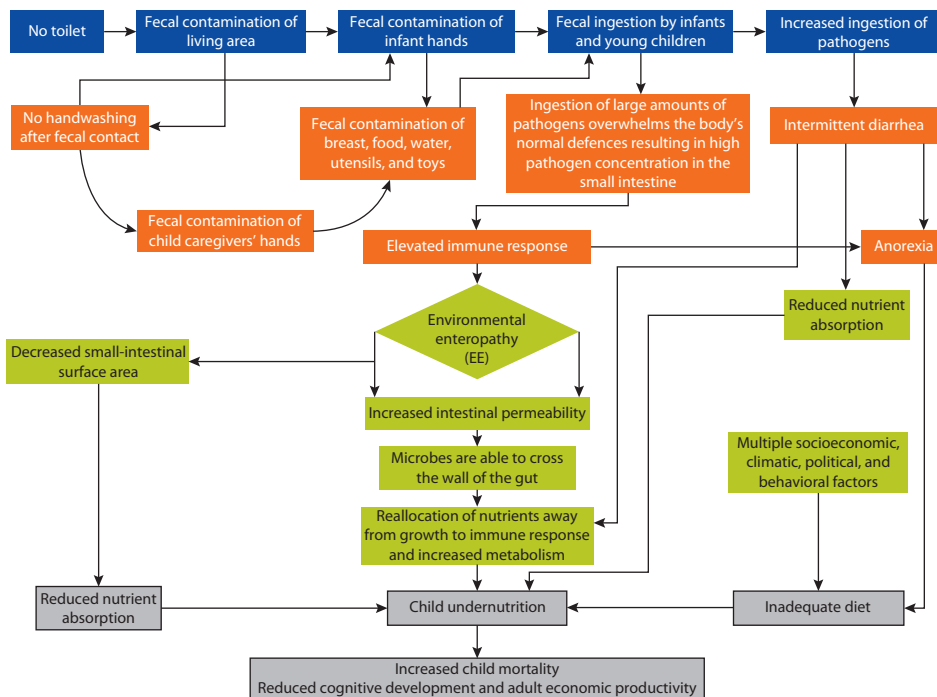 No toilet
Fecal contamination of
living area
Fecal contamination of
infant hands
Fecal ingestion by infants
and young children
Increased ingestion of
pathogens
No handwashing
after fecal contact
Fecal contamination of
breast, food, water,
utensils, and toys
Ingestion of large amounts of
pathogens overwhelms the body's
normal defences resulting in high
pathogen concentration in the
small intestine
Intermittent diarrhea
Fecal contamination of
child caregivers' hands
Elevated immune response
Anorexia
Environmental
enteropathy
(EE)
Reduced nutrient
absorption
Decreased small-intestinal
surface area
Increased intestinal permeability
Microbes are able to cross
the wall of the gut
Multiple socioeconomic,
climatic, political, and
behavioral factors
Reallocation of nutrients away
from growth to immune response
and increased metabolism
Reduced nutrient
absorption
Child undernutrition
Inadequate diet
Increased child mortality
Reduced cognitive development and adult economic productivity